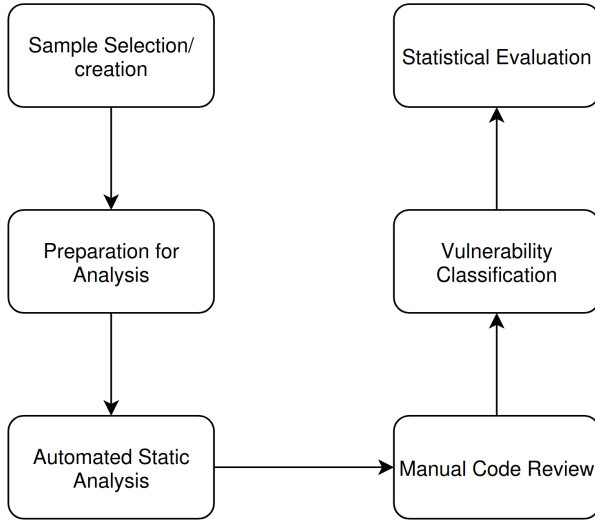 Sample Selection/
creation
Preparation for
Analysis
Automated Static
Analysis
Manual Code Review
Vulnerability
Classification
Statistical Evaluation